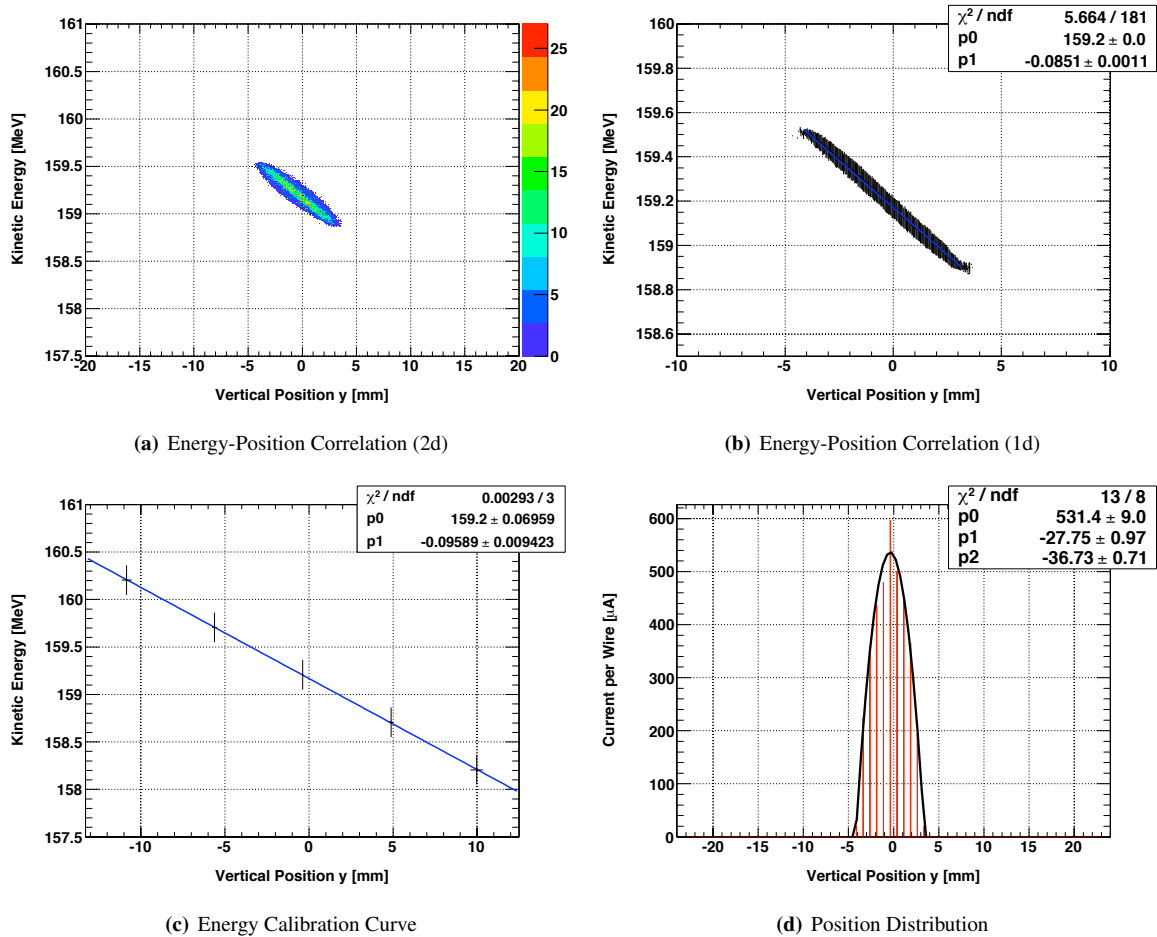 161
160.5
160
159.5
159
158.5
158
157.5
-20 -15 -10 -5 0 5 10 15 20
25
20
15
10
5
0
Kinetic Energy [MeV]
Vertical Position y [mm]
(a) Energy-Position Correlation (2d)
χ² / ndf 5.664 / 181
p0 159.2 ± 0.0
p1 -0.0851 ± 0.0011
160
159.8
159.6
159.4
159.2
159
158.8
158.6
-10 -5 0 5 10
Kinetic Energy [MeV]
Vertical Position y [mm]
(b) Energy-Position Correlation (1d)
χ² / ndf 0.00293 / 3
p0 159.2 ± 0.06959
p1 -0.09589 ± 0.009423
161
160.5
160
159.5
159
158.5
158
157.5
-10 -5 0 5 10
Kinetic Energy [MeV]
Vertical Position y [mm]
(c) Energy Calibration Curve
χ² / ndf 13 / 8
p0 531.4 ± 9.0
p1 -27.75 ± 0.97
p2 -36.73 ± 0.71
600
500
400
300
200
100
0
-20 -15 -10 -5 0 5 10 15 20
Current per Wire [μA]
Vertical Position y [mm]
(d) Position Distribution